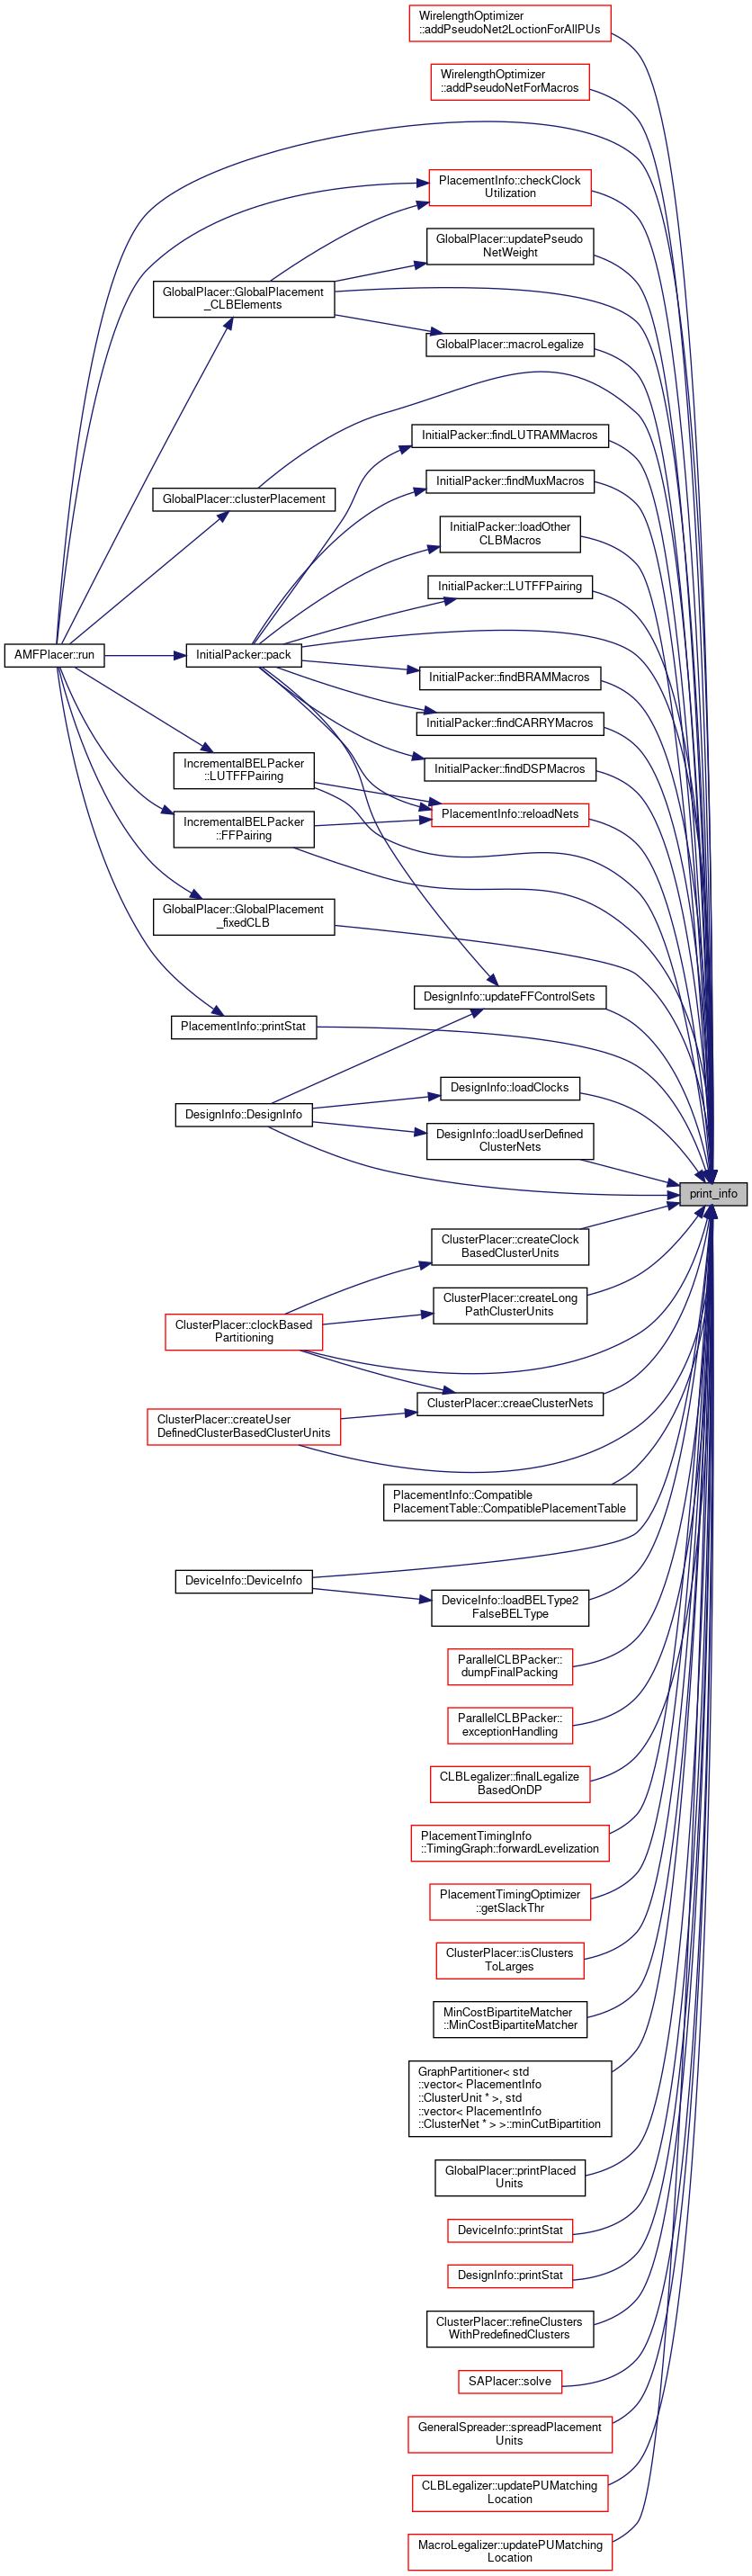 WirelengthOptimizer
::addPseudoNet2LoctionForAllPUs
WirelengthOptimizer
::addPseudoNetForMacros
PlacementInfo::checkClock
Utilization
GlobalPlacer::updatePseudo
NetWeight
GlobalPlacer::GlobalPlacement
_CLBElements
GlobalPlacer::macroLegalize
InitialPacker::findLUTRAMMacros
InitialPacker::findMuxMacros
GlobalPlacer::clusterPlacement
InitialPacker::loadOther
CLBMacros
InitialPacker::LUTFFPairing
AMFPlacer::run
InitialPacker::pack
InitialPacker::findBRAMMacros
InitialPacker::findCARRYMacros
IncrementalBELPacker
::LUTFFPairing
InitialPacker::findDSPMacros
PlacementInfo::reloadNets
IncrementalBELPacker
::FFPairing
GlobalPlacer::GlobalPlacement
_fixedCLB
DesignInfo::updateFFControlSets
PlacementInfo::printStat
DesignInfo::loadClocks
DesignInfo::DesignInfo
DesignInfo::loadUserDefined
ClusterNets
print_info
ClusterPlacer::createClock
BasedClusterUnits
ClusterPlacer::createLong
PathClusterUnits
ClusterPlacer::clockBased
Partitioning
ClusterPlacer::creaeClusterNets
ClusterPlacer::createUser
DefinedClusterBasedClusterUnits
PlacementInfo::Compatible
PlacementTable::CompatiblePlacementTable
DeviceInfo::DeviceInfo
DeviceInfo::loadBELType2
FalseBELType
ParallelCLBPacker::
dumpFinalPacking
ParallelCLBPacker::
exceptionHandling
CLBLegalizer::finalLegalize
BasedOnDP
PlacementTimingInfo
::TimingGraph::forwardLevelization
PlacementTimingOptimizer
::getSlackThr
ClusterPlacer::isClusters
ToLarges
MinCostBipartiteMatcher
::MinCostBipartiteMatcher
GraphPartitioner< std
::vector< PlacementInfo
::ClusterUnit * >, std
::vector< PlacementInfo
::ClusterNet * > >::minCutBipartition
GlobalPlacer::printPlaced
Units
DeviceInfo::printStat
DesignInfo::printStat
ClusterPlacer::refineClusters
WithPredefinedClusters
SAPlacer::solve
GeneralSpreader::spreadPlacement
Units
CLBLegalizer::updatePUMatching
Location
MacroLegalizer::updatePUMatching
Location